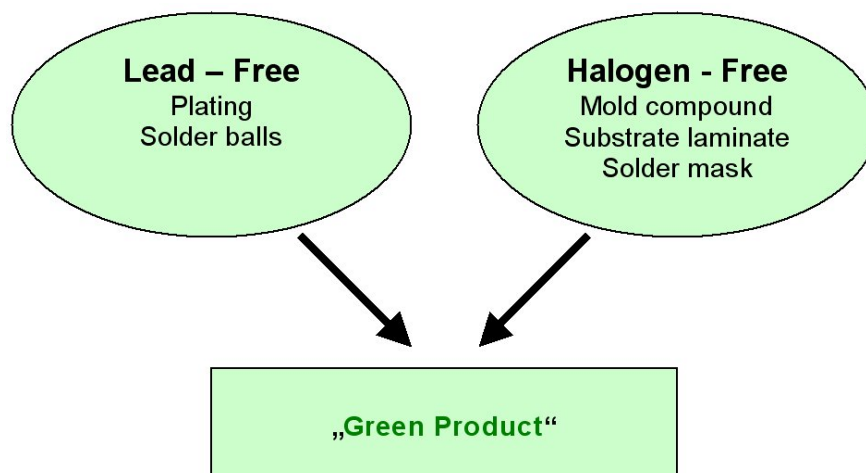 Lead – Free
Plating
Solder balls
Halogen - Free
Mold compound
Substrate laminate
Solder mask
„Green Product“